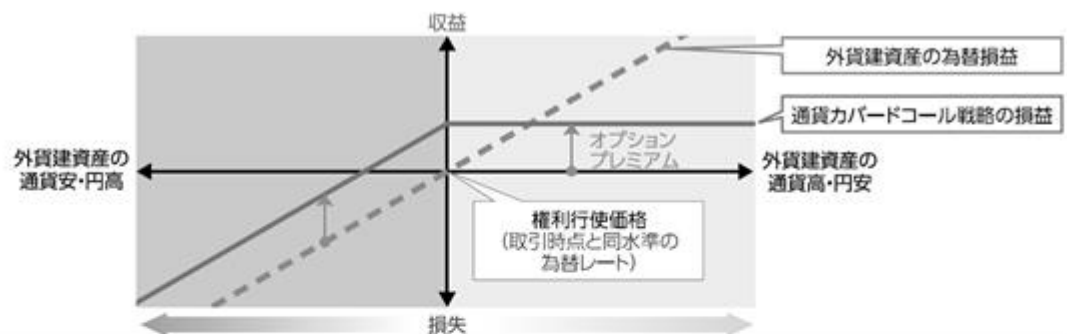 収益
外貨建資産の為替損益
通貨カバードコール戦略の損益
オプション
プレミアム
外貨建資産の
通貨安・円高
外貨建資産の
通貨高・円安
権利行使価格
(取引時点と同水準の
為替レート)
損失